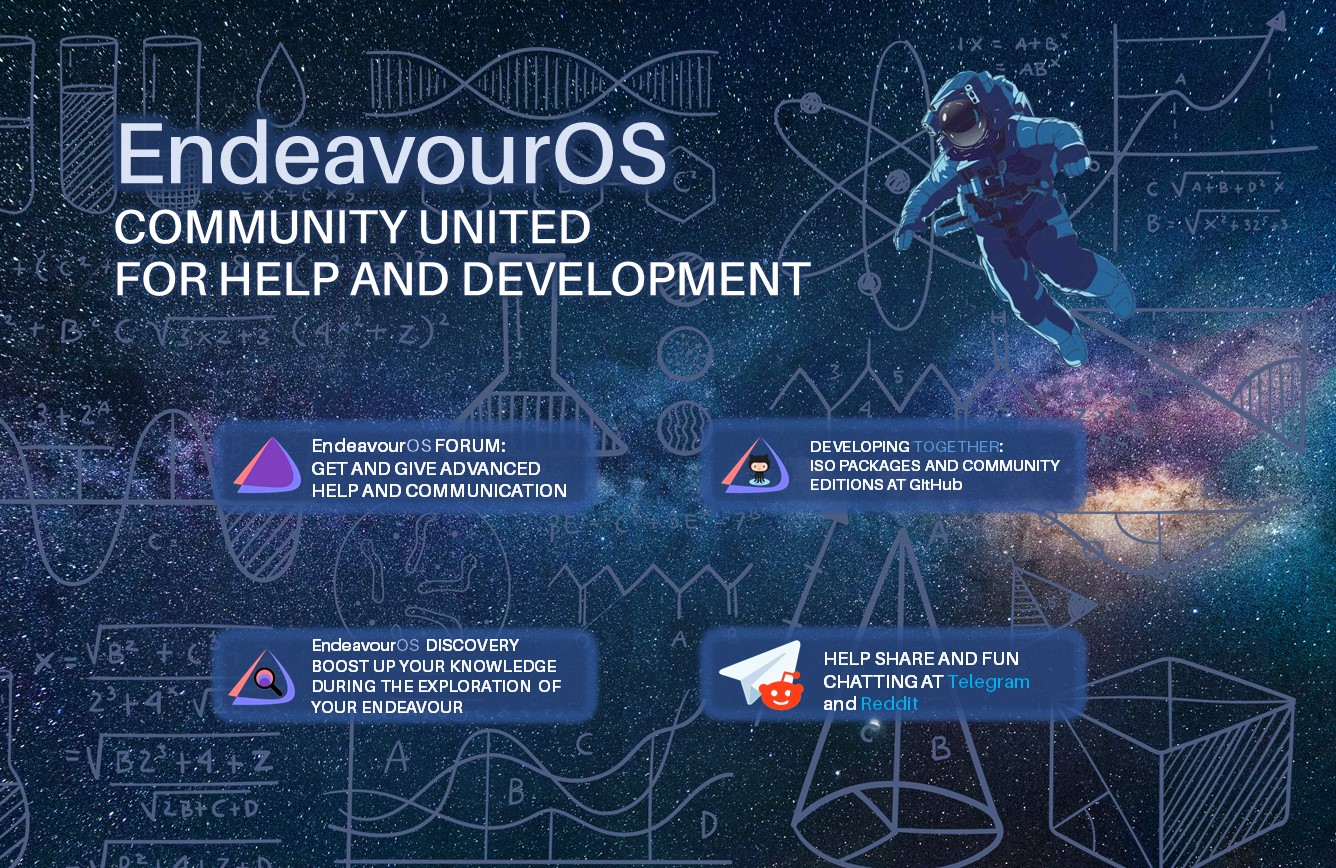 EndeavourOS
COMMUNITY UNITED
FOR HELP AND DEVELOPMENT
EndeavourOS FORUM:
GET AND GIVE ADVANCED
HELP AND COMMUNICATION
DEVELOPING TOGETHER:
ISO PACKAGES AND COMMUNITY
EDITIONS AT GItHub
EndeavourOS DISCOVERY
BOOST UP YOUR KNOWLEDGE
DURING THE EXPLORATION OF
YOUR ENDEAVOUR
HELP SHARE AND FUN
CHATTING AT Telegram
and Reddit